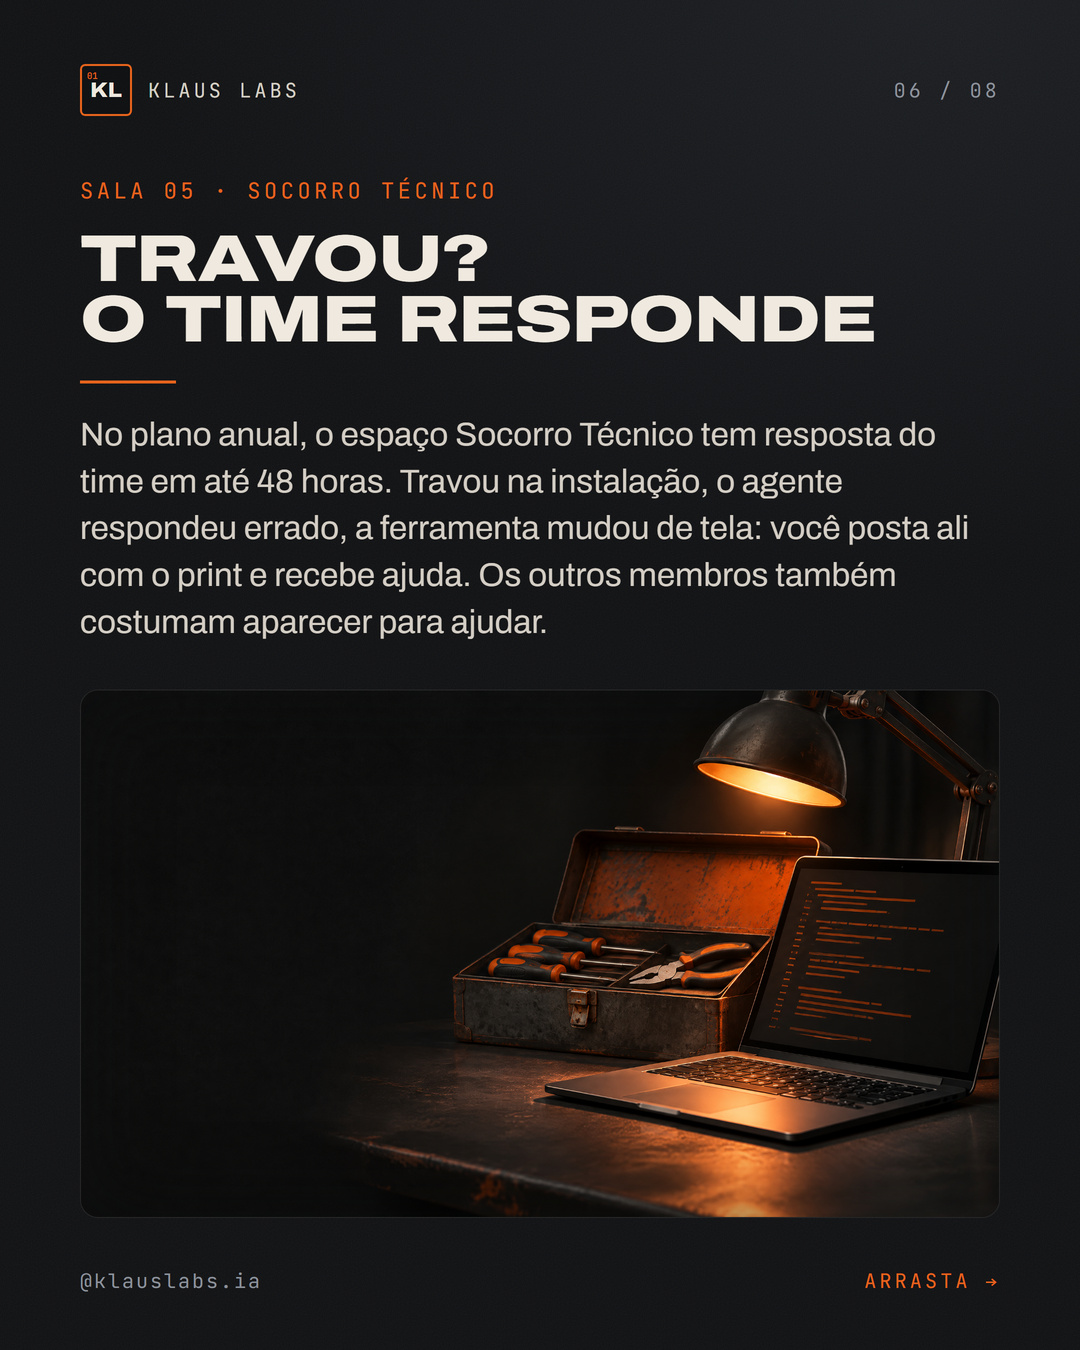 01
KL
KLAUS LABS
06 / 08
SALA 05 · SOCORRO TÉCNICO
TRAVOU?
O TIME RESPONDE
No plano anual, o espaço Socorro Técnico tem resposta do
time em até 48 horas. Travou na instalação, o agente
respondeu errado, a ferramenta mudou de tela: você posta ali
com o print e recebe ajuda. Os outros membros também
costumam aparecer para ajudar.
@klauslabs.ia
ARRASTA →